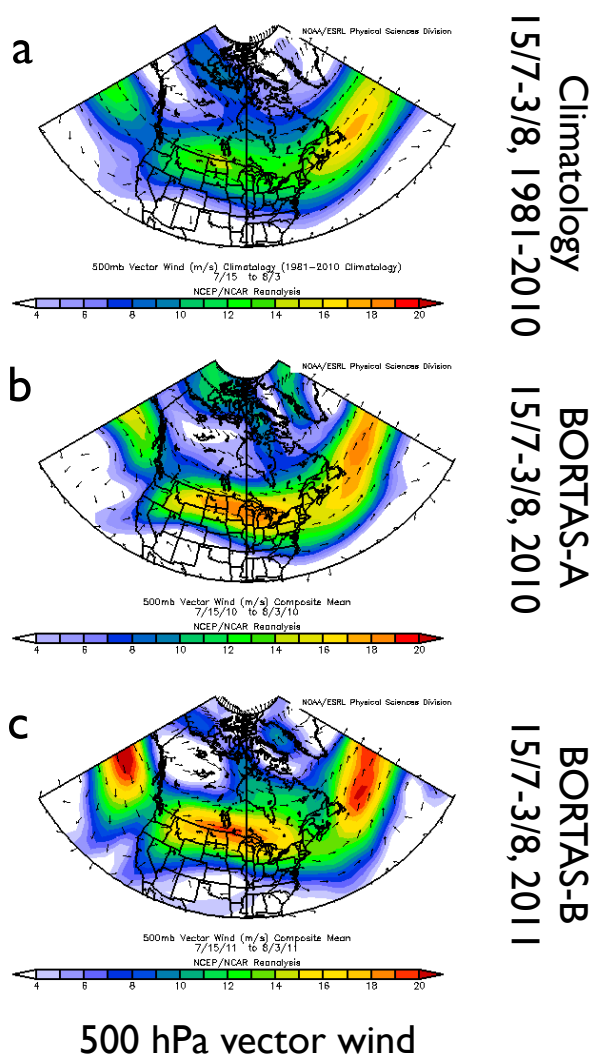 a
NOAA/ESRL Physical Sciences Division
500mb Vector Wind (m/s) Climatology (1981-2010 Climatology)
7/15 to 8/3
NCEP/NCAR Reanalysis
4 6 8 10 12 14 16 18 20
Climatology
15/7-3/8, 1981-2010
b
NOAA/ESRL Physical Sciences Division
500mb Vector Wind (m/s) Composite Mean
7/15/10 to 8/3/10
NCEP/NCAR Reanalysis
4 6 8 10 12 14 16 18 20
BORTAS-A
15/7-3/8, 2010
c
NOAA/ESRL Physical Sciences Division
500mb Vector Wind (m/s) Composite Mean
7/15/11 to 8/3/11
NCEP/NCAR Reanalysis
4 6 8 10 12 14 16 18 20
BORTAS-B
15/7-3/8, 2011
500 hPa vector wind